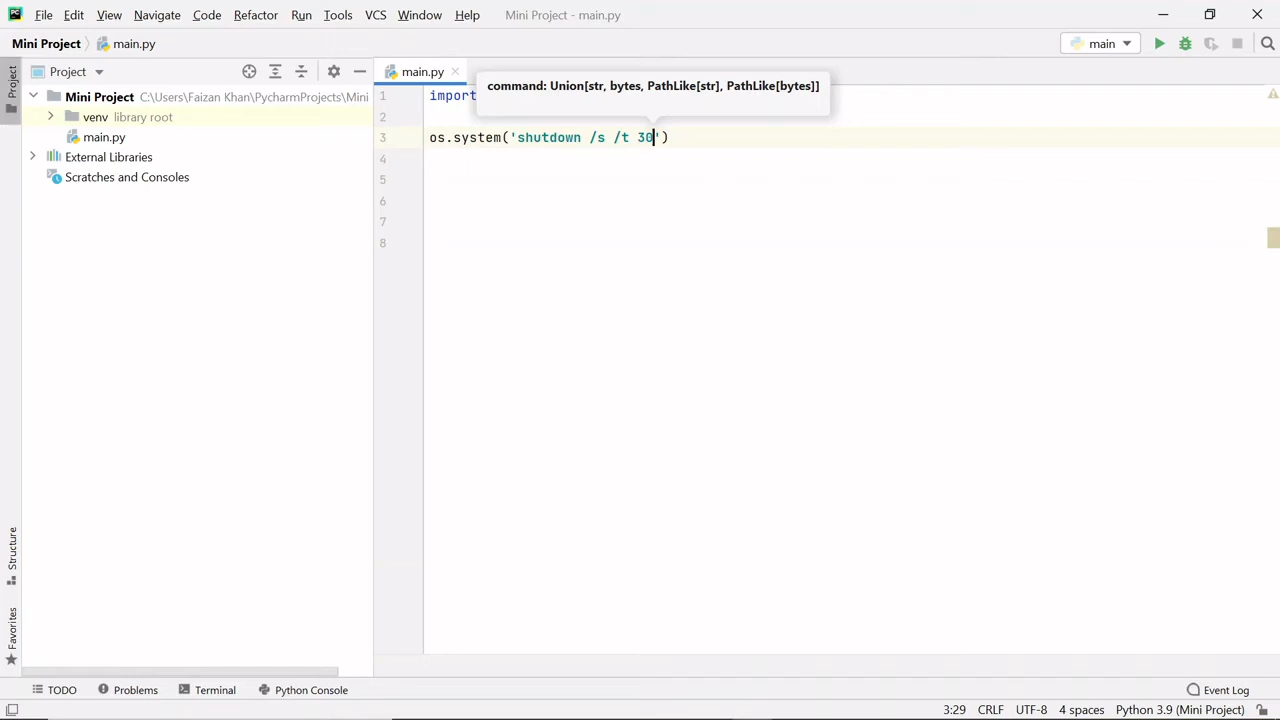 PC File Edit View Navigate Code Refactor Run Tools VCS Window Help Mini Project - main.py
Mini Project main.py main
Project main.py
Project
command: Union[str, bytes, PathLike[str], PathLike[bytes]]
Mini Project C:\Users\Faizan Khan\PycharmProjects\Mini
venv library root
main.py
External Libraries
Scratches and Consoles
1 import
2
3 os.system('shutdown /s /t 30')
4
5
6
7
8
Structure
Favorites
TODO Problems Terminal Python Console Event Log
3:29 CRLF UTF-8 4 spaces Python 3.9 (Mini Project)